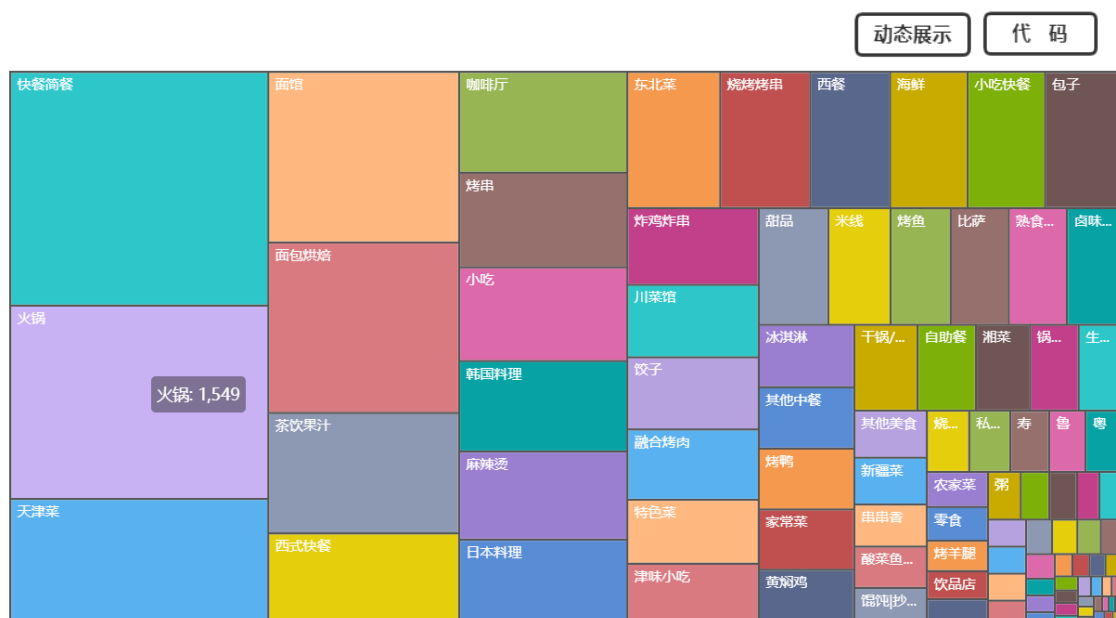 动态展示
代 码
快餐简餐
面馆
咖啡厅
东北菜
烧烤烤串
西餐
海鲜
小吃快餐
包子
烤串
炸鸡炸串
甜品
米线
烤鱼
比萨
熟食...
卤味...
面包烘焙
小吃
川菜馆
火锅
冰淇淋
干锅/...
自助餐
湘菜
锅...
生...
韩国料理
饺子
火锅: 1,549
其他中餐
茶饮果汁
其他美食
烧...
私...
寿
鲁
粤
融合烤肉
麻辣烫
烤鸭
新疆菜
农家菜
粥
天津菜
特色菜
家常菜
串串香
零食
西式快餐
日本料理
酸菜鱼...
烤羊腿
津味小吃
黄焖鸡
饮品店
馄饨|抄...